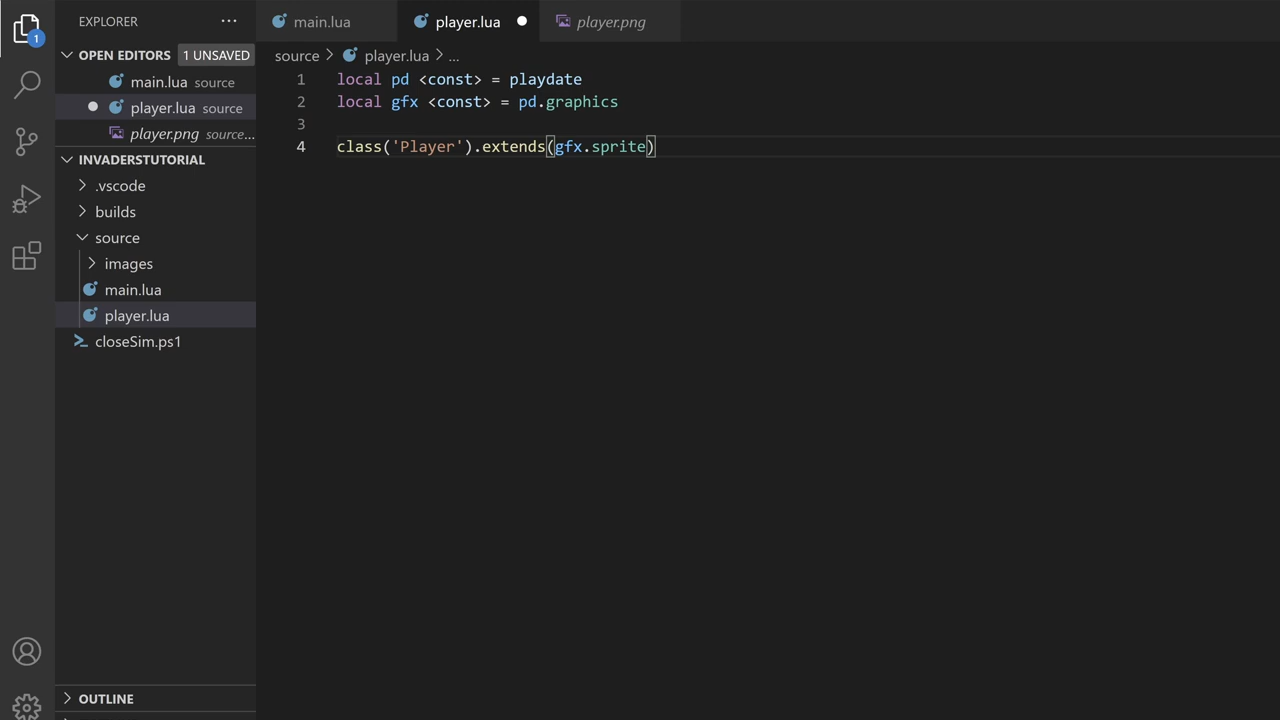 EXPLORER ...
1
OPEN EDITORS 1 UNSAVED
main.lua source
player.lua source
player.png source...
INVADERSTUTORIAL
.vscode
builds
source
images
main.lua
player.lua
closeSim.ps1
OUTLINE
main.lua player.lua player.png
source > player.lua > ...
1 local pd <const> = playdate
2 local gfx <const> = pd.graphics
3
4 class('Player').extends(gfx.sprite)